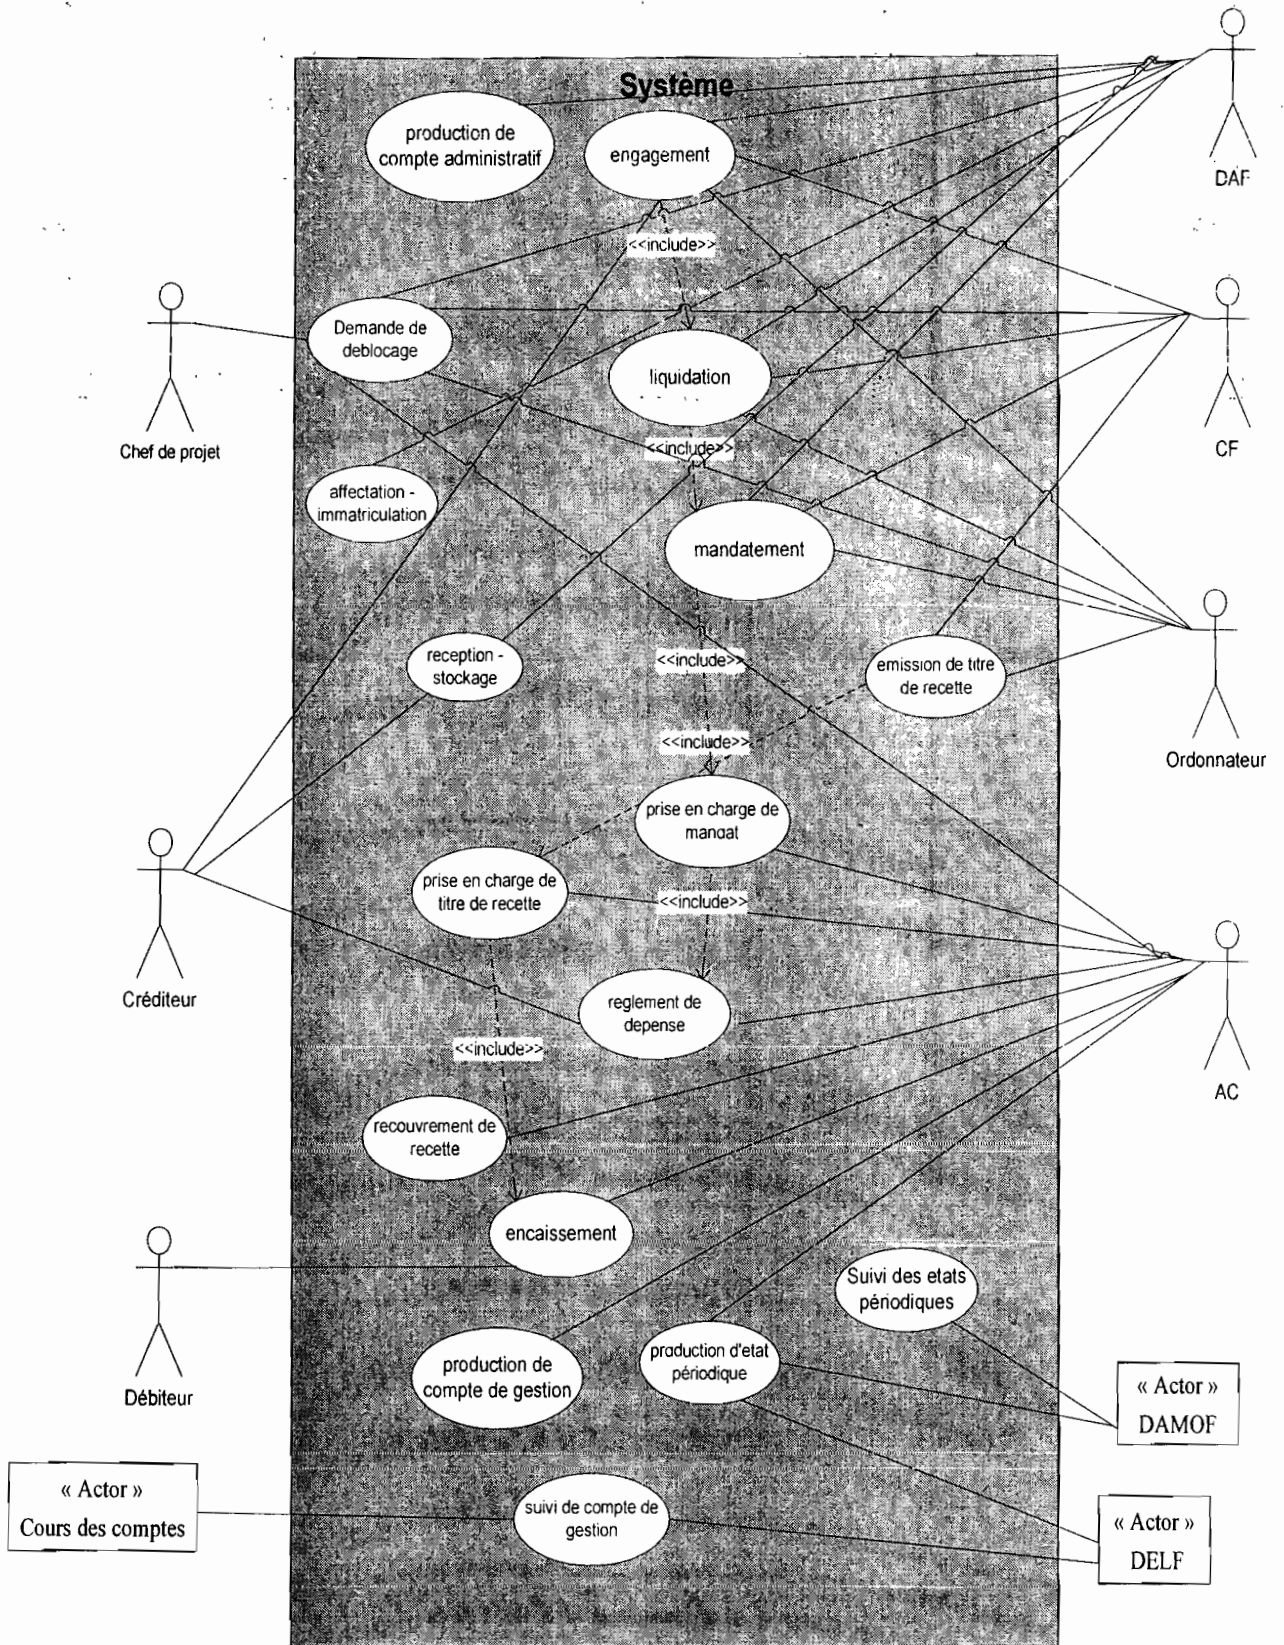 Système
production de
compte administratif
engagement
DAF
<<include>>
Demande de
deblocage
liquidation
Chef de projet
CF
<<include>>
affectation -
immatriculation
mandatement
reception -
stockage
<<include>>
emission de titre
de recette
<<include>>
Ordonnateur
prise en charge de
mandat
prise en charge de
titre de recette
<<include>>
Créditeur
reglement de
depense
<<include>>
AC
recouvrement de
recette
encaissement
Suivi des etats
périodiques
production de
compte de gestion
production d'etat
périodique
Débiteur
« Actor »
DAMOF
« Actor »
Cours des comptes
suivi de compte de
gestion
« Actor »
DELF